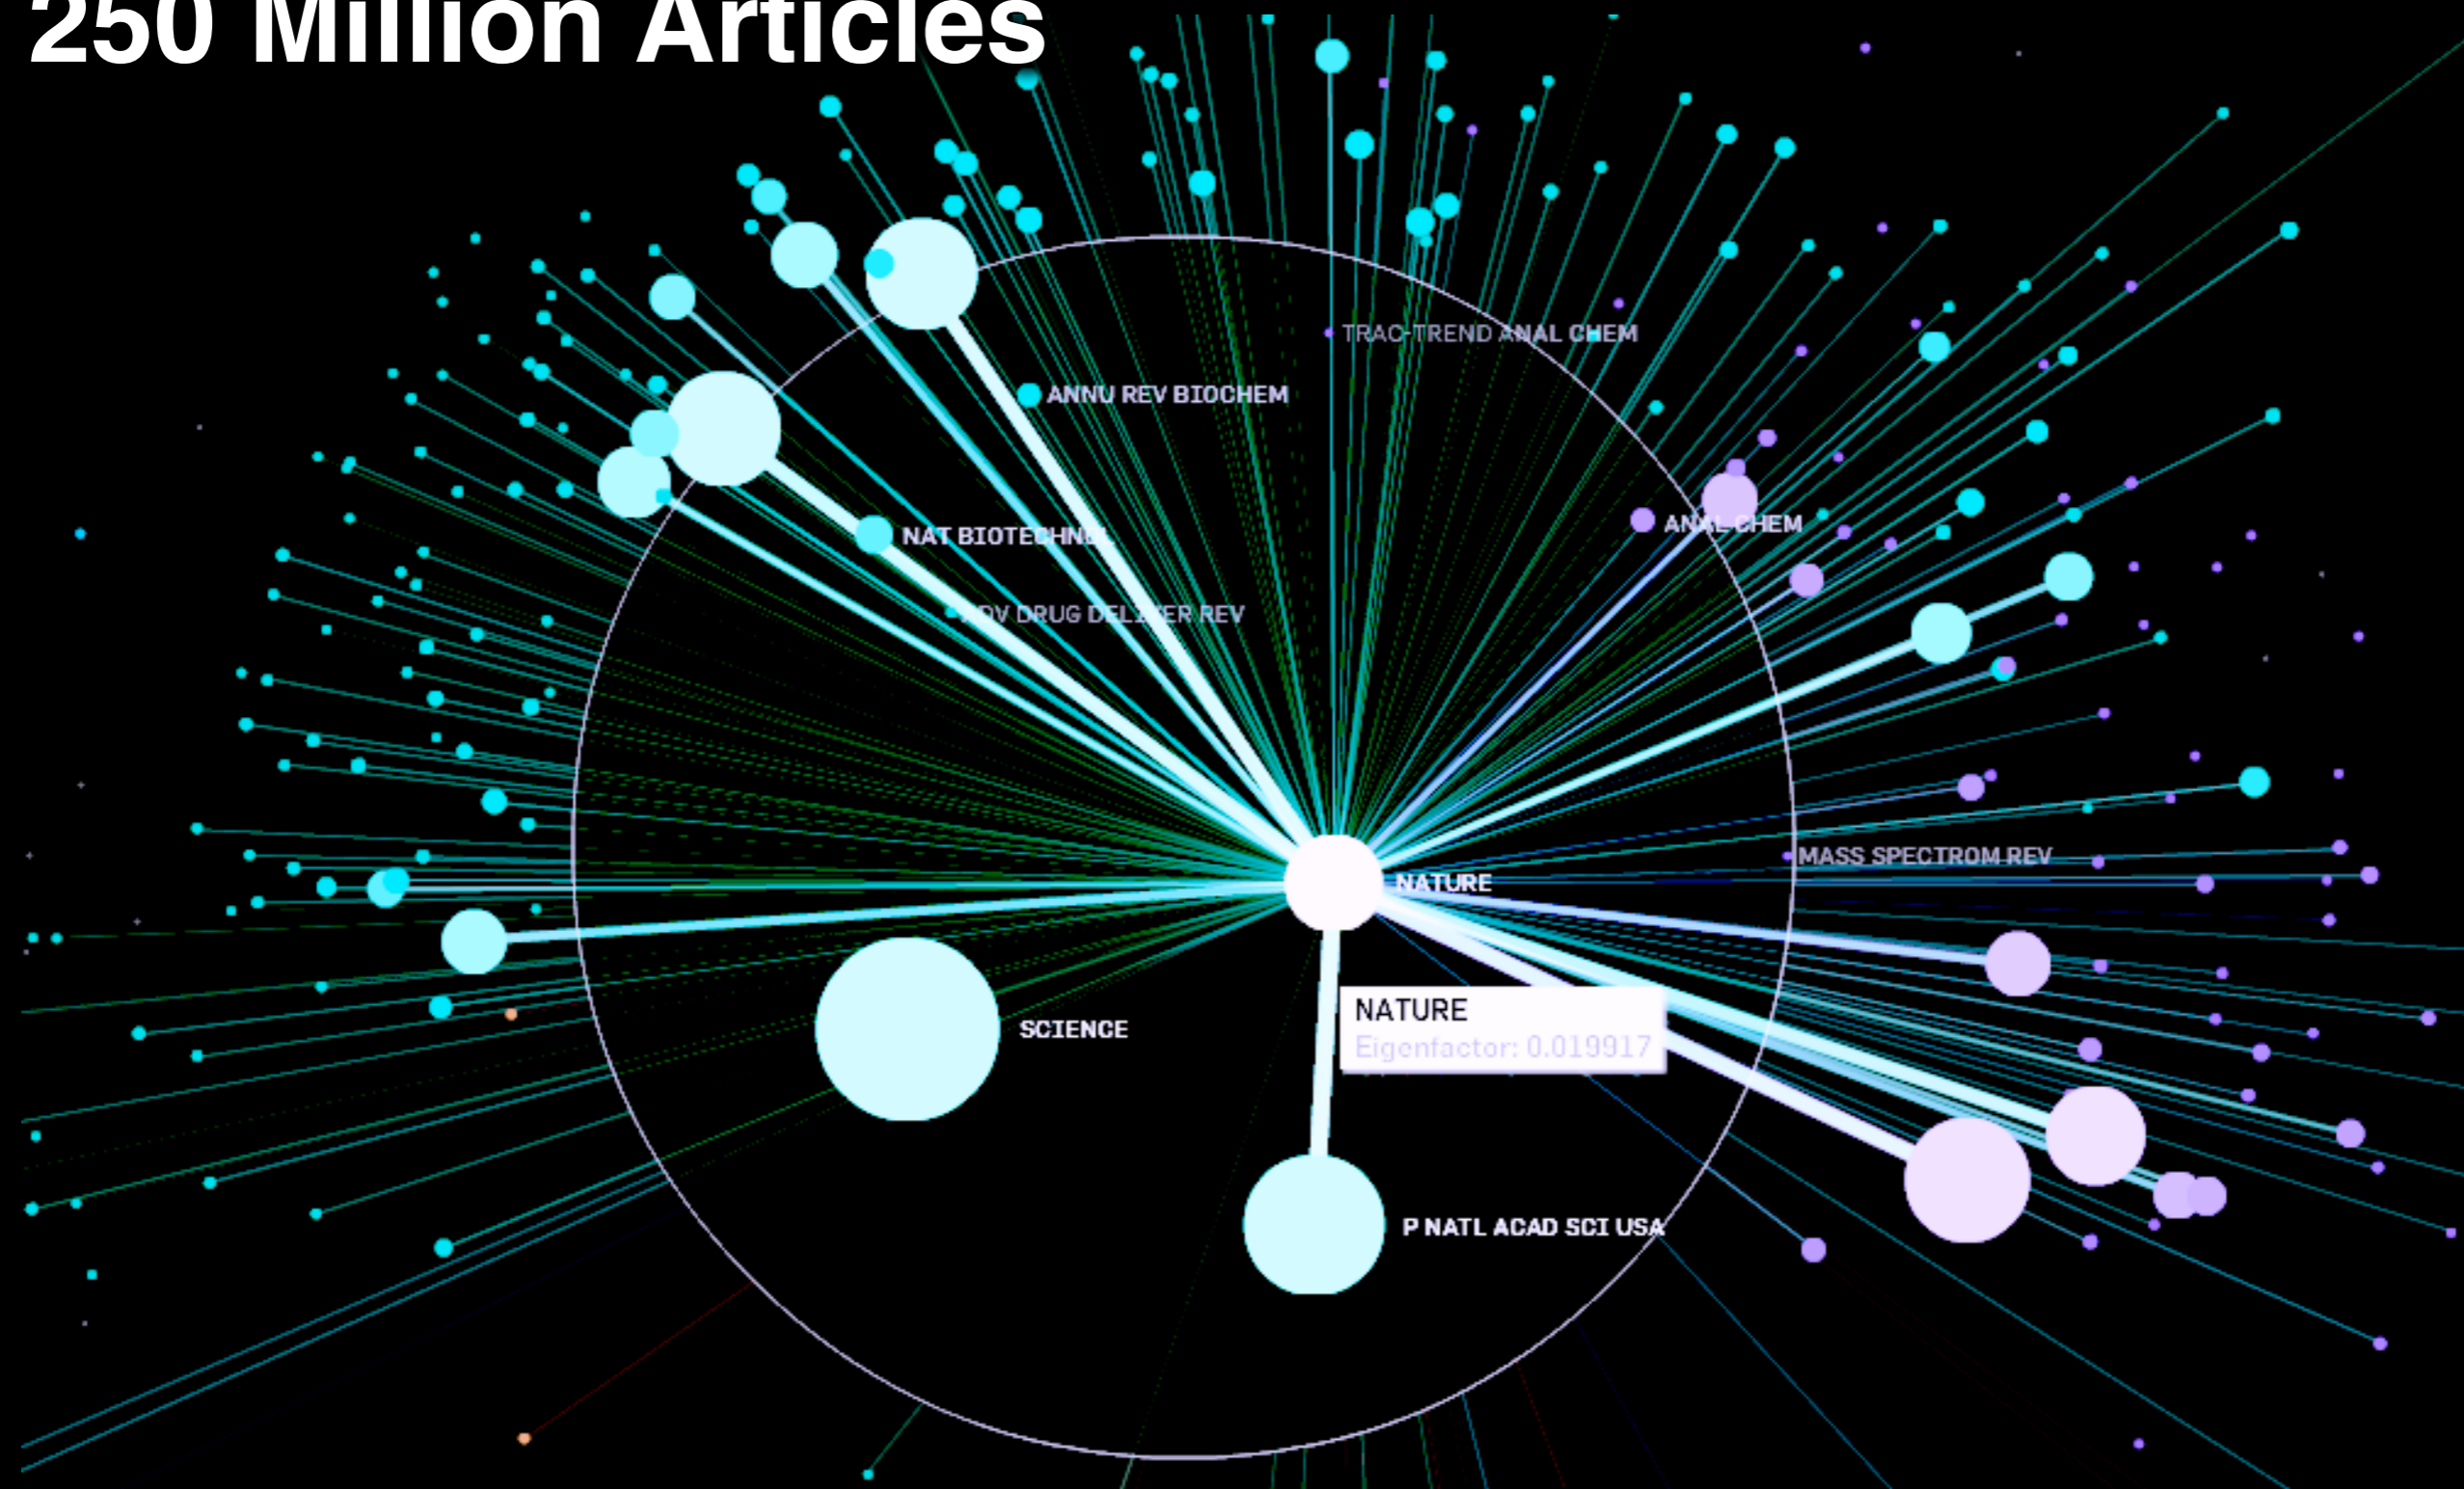 250 Million Articles
TRAC-TREND ANAL CHEM
ANNU REV BIOCHEM
ANAL CHEM
NAT BIOTECHNOL
ADV DRUG DELIVER REV
MASS SPECTROM REV
NATURE
NATURE
Eigenfactor: 0.019917
SCIENCE
P NATL ACAD SCI USA